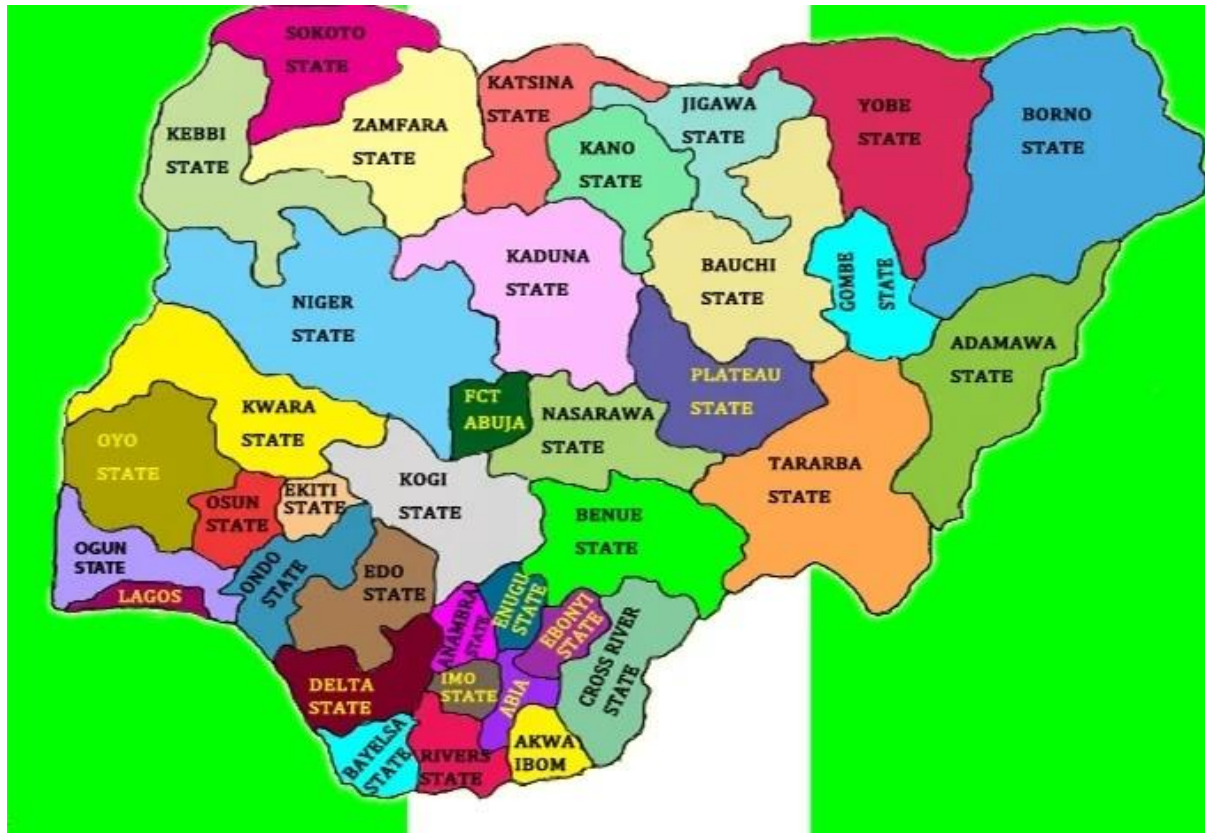 SOKOTO
STATE
KEBBI
STATE
ZAMFARA
STATE
KATSINA
STATE
KANO
STATE
JIGAWA
STATE
YOBE
STATE
BORNO
STATE
NIGER
STATE
KADUNA
STATE
BAUCHI
STATE
GOMBE
STATE
ADAMAWA
STATE
PLATEAU
STATE
FCT
ABUJA
NASARAWA
STATE
KWARA
STATE
OYO
STATE
TARARBA
STATE
KOGI
STATE
OSUN
STATE
EKITI
STATE
BENUE
STATE
OGUN
STATE
LAGOS
ONDO
STATE
EDO
STATE
ENUGU
STATE
ANAMBRA
STATE
EBONYI
STATE
CROSS RIVER
STATE
DELTA
STATE
IMO
STATE
ABIA
BAYELSA
STATE
RIVERS
STATE
AKWA
IBOM